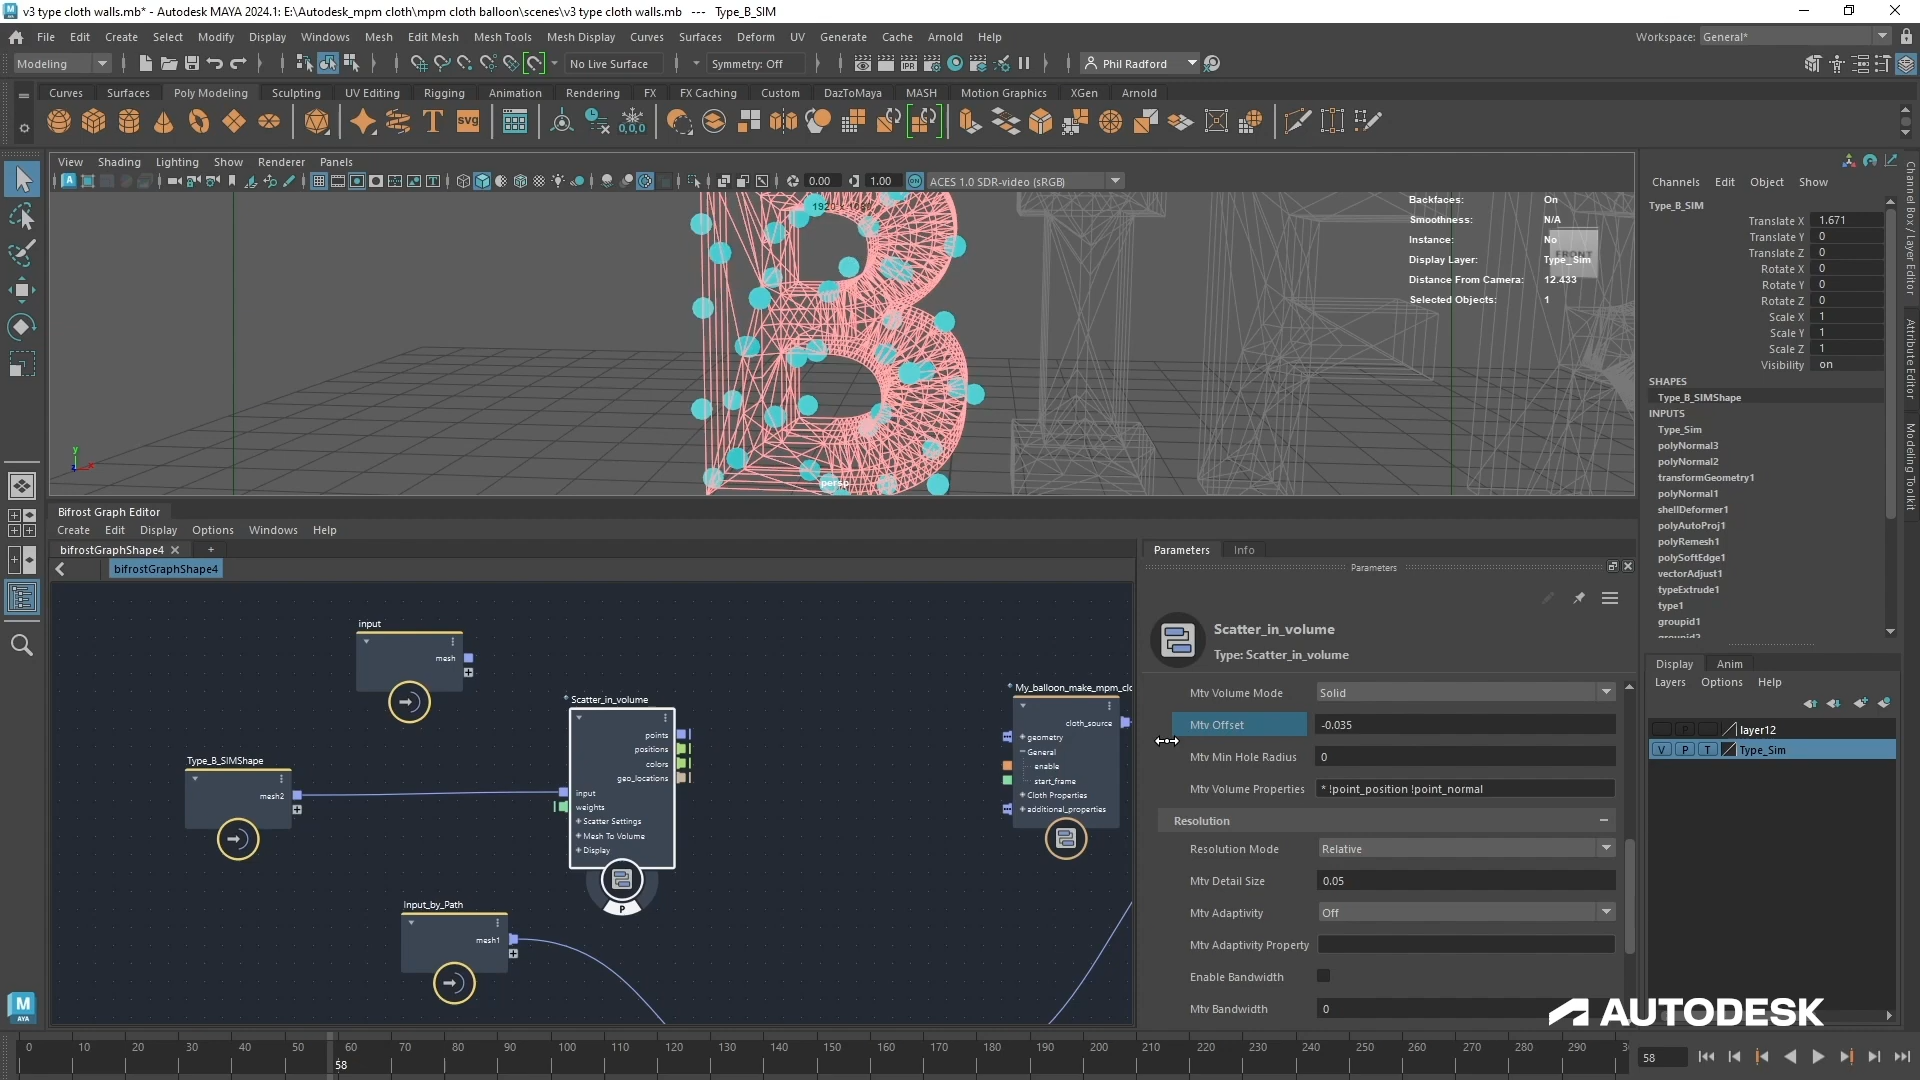 v3 type cloth walls.mb* - Autodesk MAYA 2024.1: E:\Autodesk_mpm cloth\mpm cloth balloon\scenes\v3 type cloth walls.mb --- Type_B_SIM
File Edit Create Select Modify Display Windows Mesh Edit Mesh Mesh Tools Mesh Display Curves Surfaces Deform UV Generate Cache Arnold Help
Workspace: General*
Modeling No Live Surface Symmetry: Off Phil Radford
Curves Surfaces Poly Modeling Sculpting UV Editing Rigging Animation Rendering FX FX Caching Custom DazToMaya MASH Motion Graphics XGen Arnold
View Shading Lighting Show Renderer Panels
0.00 1.00 ACES 1.0 SDR-video (sRGB)
Backfaces: On
Smoothness: N/A
Instance: No
Display Layer: Type_Sim
Distance From Camera: 12.433
Selected Objects: 1
FRONT
persp
Channels Edit Object Show
Type_B_SIM
Translate X 1.671
Translate Y 0
Translate Z 0
Rotate X 0
Rotate Y 0
Rotate Z 0
Scale X 1
Scale Y 1
Scale Z 1
Visibility on
SHAPES
Type_B_SIMShape
INPUTS
Type_Sim
polyNormal3
polyNormal2
transformGeometry1
polyNormal1
shellDeformer1
polyAutoProj1
polyRemesh1
polySoftEdge1
vectorAdjust1
typeExtrude1
type1
groupid1
Channel Box / Layer Editor
Attribute Editor
Modeling Toolkit
Display Anim
Layers Options Help
layer12
V P T Type_Sim
Bifrost Graph Editor
Create Edit Display Options Windows Help
bifrostGraphShape4
bifrostGraphShape4
input
mesh
Type_B_SIMShape
mesh2
Input_by_Path
mesh1
Scatter_in_volume
points
positions
colors
geo_locations
input
weights
Scatter Settings
Mesh To Volume
Display
P
My_balloon_make_mpm_clo
cloth_source
geometry
General
enable
start_frame
Cloth Properties
additional_properties
Parameters Info
Parameters
Scatter_in_volume
Type: Scatter_in_volume
Mtv Volume Mode Solid
Mtv Offset -0.035
Mtv Min Hole Radius 0
Mtv Volume Properties * !point_position !point_normal
Resolution
Resolution Mode Relative
Mtv Detail Size 0.05
Mtv Adaptivity Off
Mtv Adaptivity Property
Enable Bandwidth
Mtv Bandwidth 0
AUTODESK
0 10 20 30 40 50 60 70 80 90 100 110 120 130 140 150 160 170 180 190 200 210 220 230 240 250 260 270 280 290
58
58